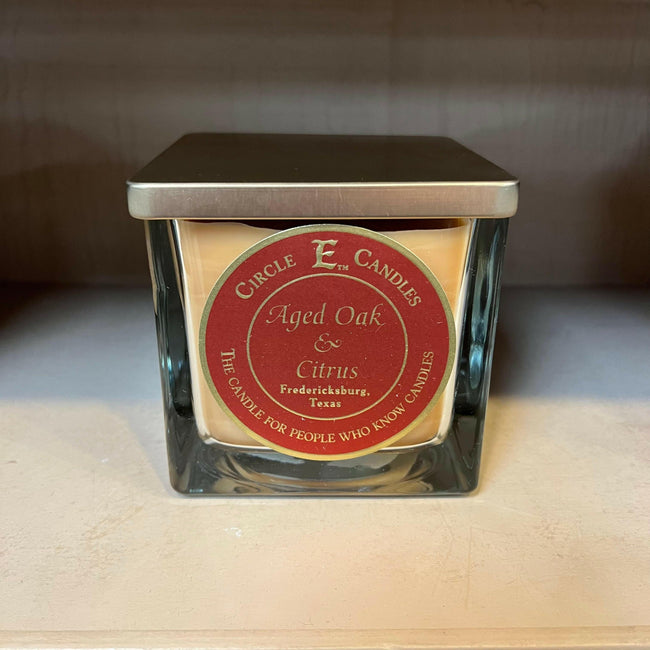 CIRCLE E™ CANDLES
Aged Oak
&
Citrus
Fredericksburg,
Texas
THE CANDLE FOR PEOPLE WHO KNOW CANDLES